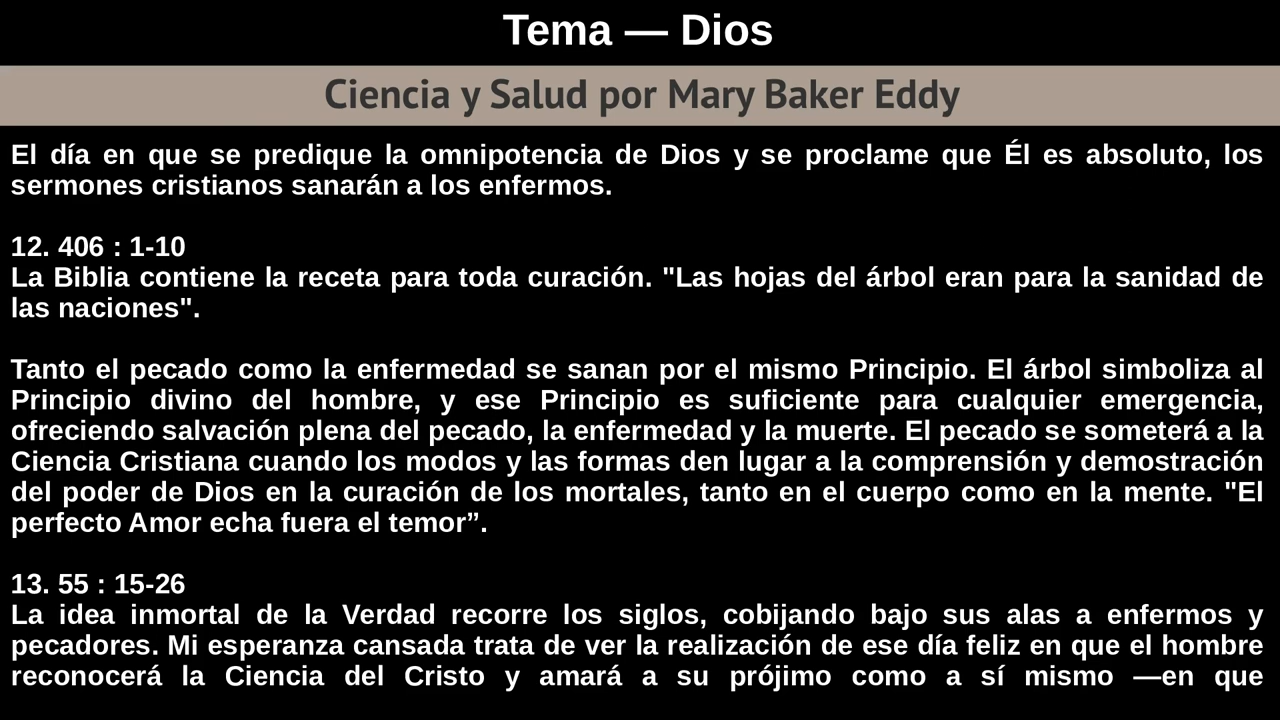 Tema — Dios
Ciencia y Salud por Mary Baker Eddy
El día en que se predique la omnipotencia de Dios y se proclame que Él es absoluto, los
sermones cristianos sanarán a los enfermos.
12. 406 : 1-10
La Biblia contiene la receta para toda curación. "Las hojas del árbol eran para la sanidad de
las naciones".
Tanto el pecado como la enfermedad se sanan por el mismo Principio. El árbol simboliza al
Principio divino del hombre, y ese Principio es suficiente para cualquier emergencia,
ofreciendo salvación plena del pecado, la enfermedad y la muerte. El pecado se someterá a la
Ciencia Cristiana cuando los modos y las formas den lugar a la comprensión y demostración
del poder de Dios en la curación de los mortales, tanto en el cuerpo como en la mente. "El
perfecto Amor echa fuera el temor”.
13. 55 : 15-26
La idea inmortal de la Verdad recorre los siglos, cobijando bajo sus alas a enfermos y
pecadores. Mi esperanza cansada trata de ver la realización de ese día feliz en que el hombre
reconocerá la Ciencia del Cristo y amará a su prójimo como a sí mismo —en que